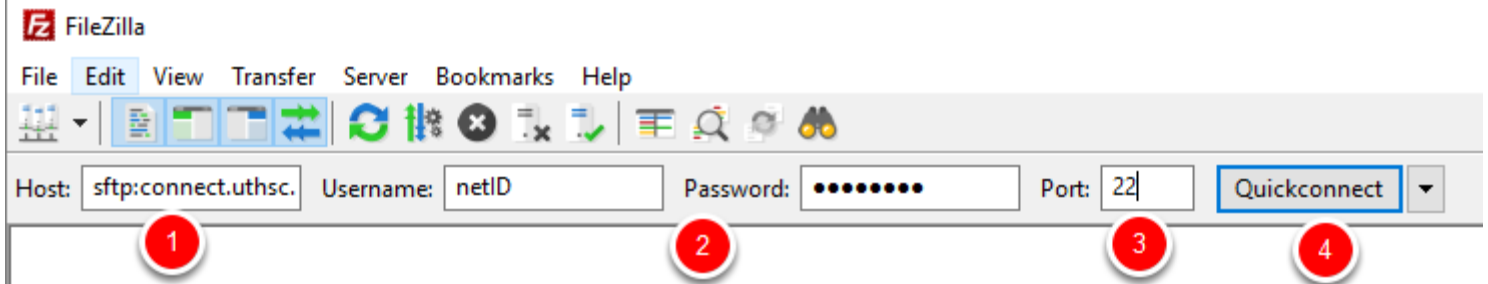 Fz FileZilla
File Edit View Transfer Server Bookmarks Help
Host: sftp:connect.uthsc. Username: netID Password: ●●●●●●●● Port: 22 Quickconnect
1 2 3 4